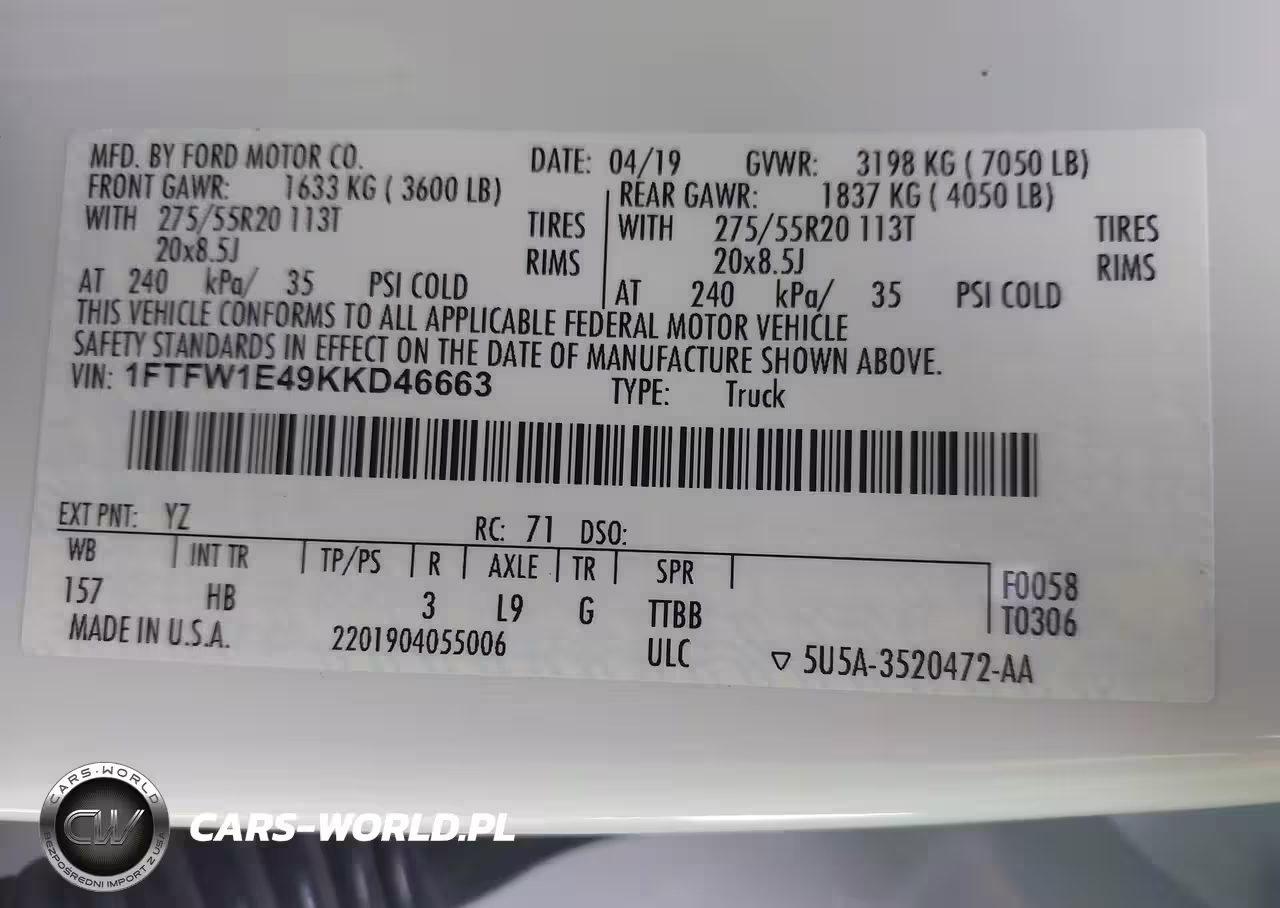 MFD. BY FORD MOTOR CO. DATE: 04/19 GVWR: 3198 KG ( 7050 LB)
FRONT GAWR: 1633 KG ( 3600 LB) REAR GAWR: 1837 KG ( 4050 LB)
WITH 275/55R20 113T TIRES WITH 275/55R20 113T TIRES
20x8.5J RIMS 20x8.5J RIMS
AT 240 kPa/ 35 PSI COLD AT 240 kPa/ 35 PSI COLD
THIS VEHICLE CONFORMS TO ALL APPLICABLE FEDERAL MOTOR VEHICLE
SAFETY STANDARDS IN EFFECT ON THE DATE OF MANUFACTURE SHOWN ABOVE.
VIN: 1FTFW1E49KKD46663 TYPE: Truck
EXT PNT: YZ RC: 71 DSO:
WB INT TR TP/PS R AXLE TR SPR F0058
157 HB 3 L9 G TTBB T0306
MADE IN U.S.A. 2201904055006 ULC ▽ 5U5A-3520472-AA
CARS-WORLD
CW
BEZPOŚREDNI IMPORT Z USA
CARS-WORLD.PL